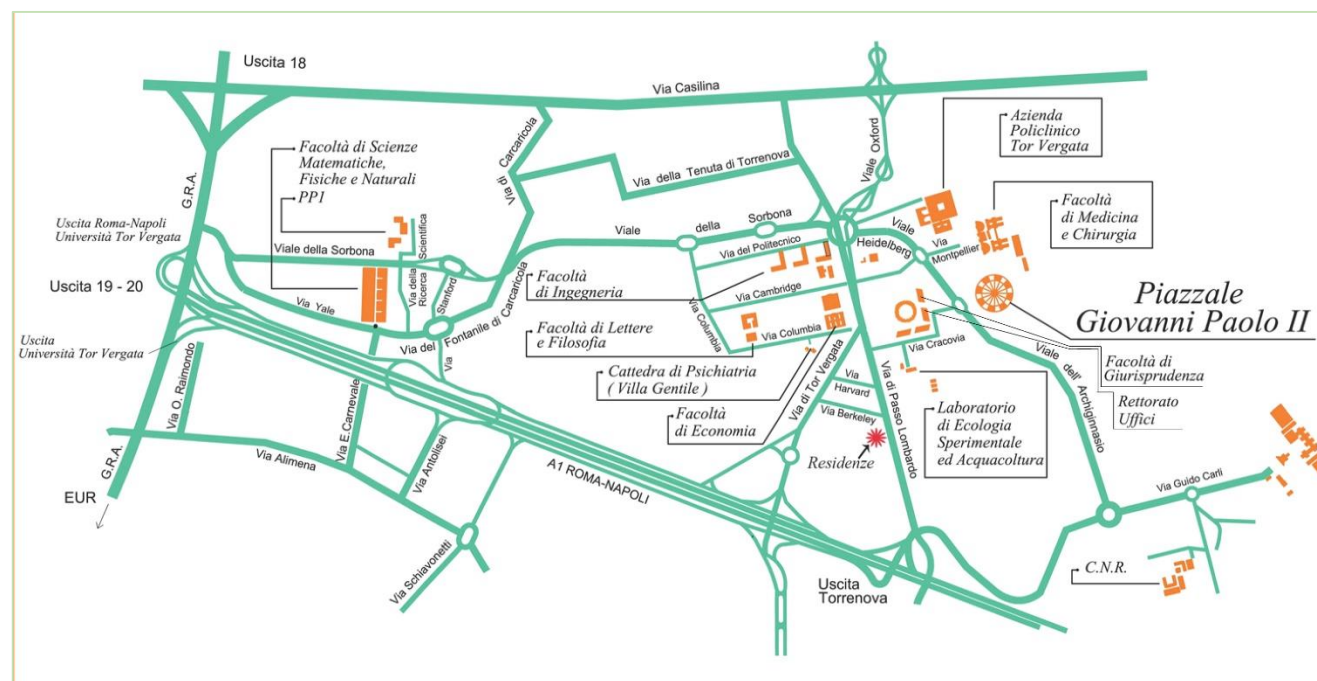 Uscita 18
Via Casilina
G.R.A.
Facoltà di Scienze
Matematiche,
Fisiche e Naturali
PP1
Via di Carcaricola
Via della Tenuta di Torrenova
Viale Oxford
Azienda
Policlinico
Tor Vergata
Facoltà
di Medicina
e Chirurgia
Uscita Roma-Napoli
Università Tor Vergata
Viale della Sorbona
Via della
Ricerca
Scientifica
Stanford
Via
Viale
della
Sorbona
Viale
Heidelberg
Via
Montpellier
Via del Politecnico
Uscita 19 - 20
Via Yale
Via del Fontanile di Carcaricola
Facoltà
di Ingegneria
Via Cambridge
Piazzale
Giovanni Paolo II
Uscita
Università Tor Vergata
Facoltà di Lettere
e Filosofia
Via Columbia
Via Columbia
Via Cracovia
Facoltà di
Giurisprudenza
Rettorato
Uffici
Via O. Raimondo
Cattedra di Psichiatria
( Villa Gentile )
Via di Tor Vergata
Via
Harvard
Via Berkeley
Via di Passo Lombardo
Viale dell' Archiginnasio
Facoltà
di Economia
Laboratorio
di Ecologia
Sperimentale
ed Acquacoltura
Via E.Carnevale
Via Antolisei
Via Alimena
Residenze
G.R.A.
EUR
A1 ROMA-NAPOLI
Via Guido Carli
Via Schiavonetti
Uscita
Torrenova
C.N.R.